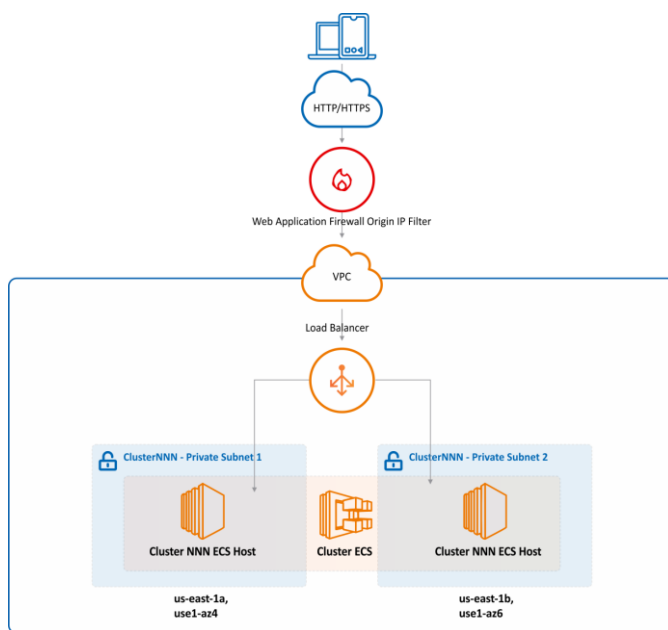 HTTP/HTTPS
Web Application Firewall Origin IP Filter
VPC
Load Balancer
ClusterNNN - Private Subnet 1
ClusterNNN - Private Subnet 2
Cluster NNN ECS Host
Cluster ECS
Cluster NNN ECS Host
us-east-1a,
use1-az4
us-east-1b,
use1-az6